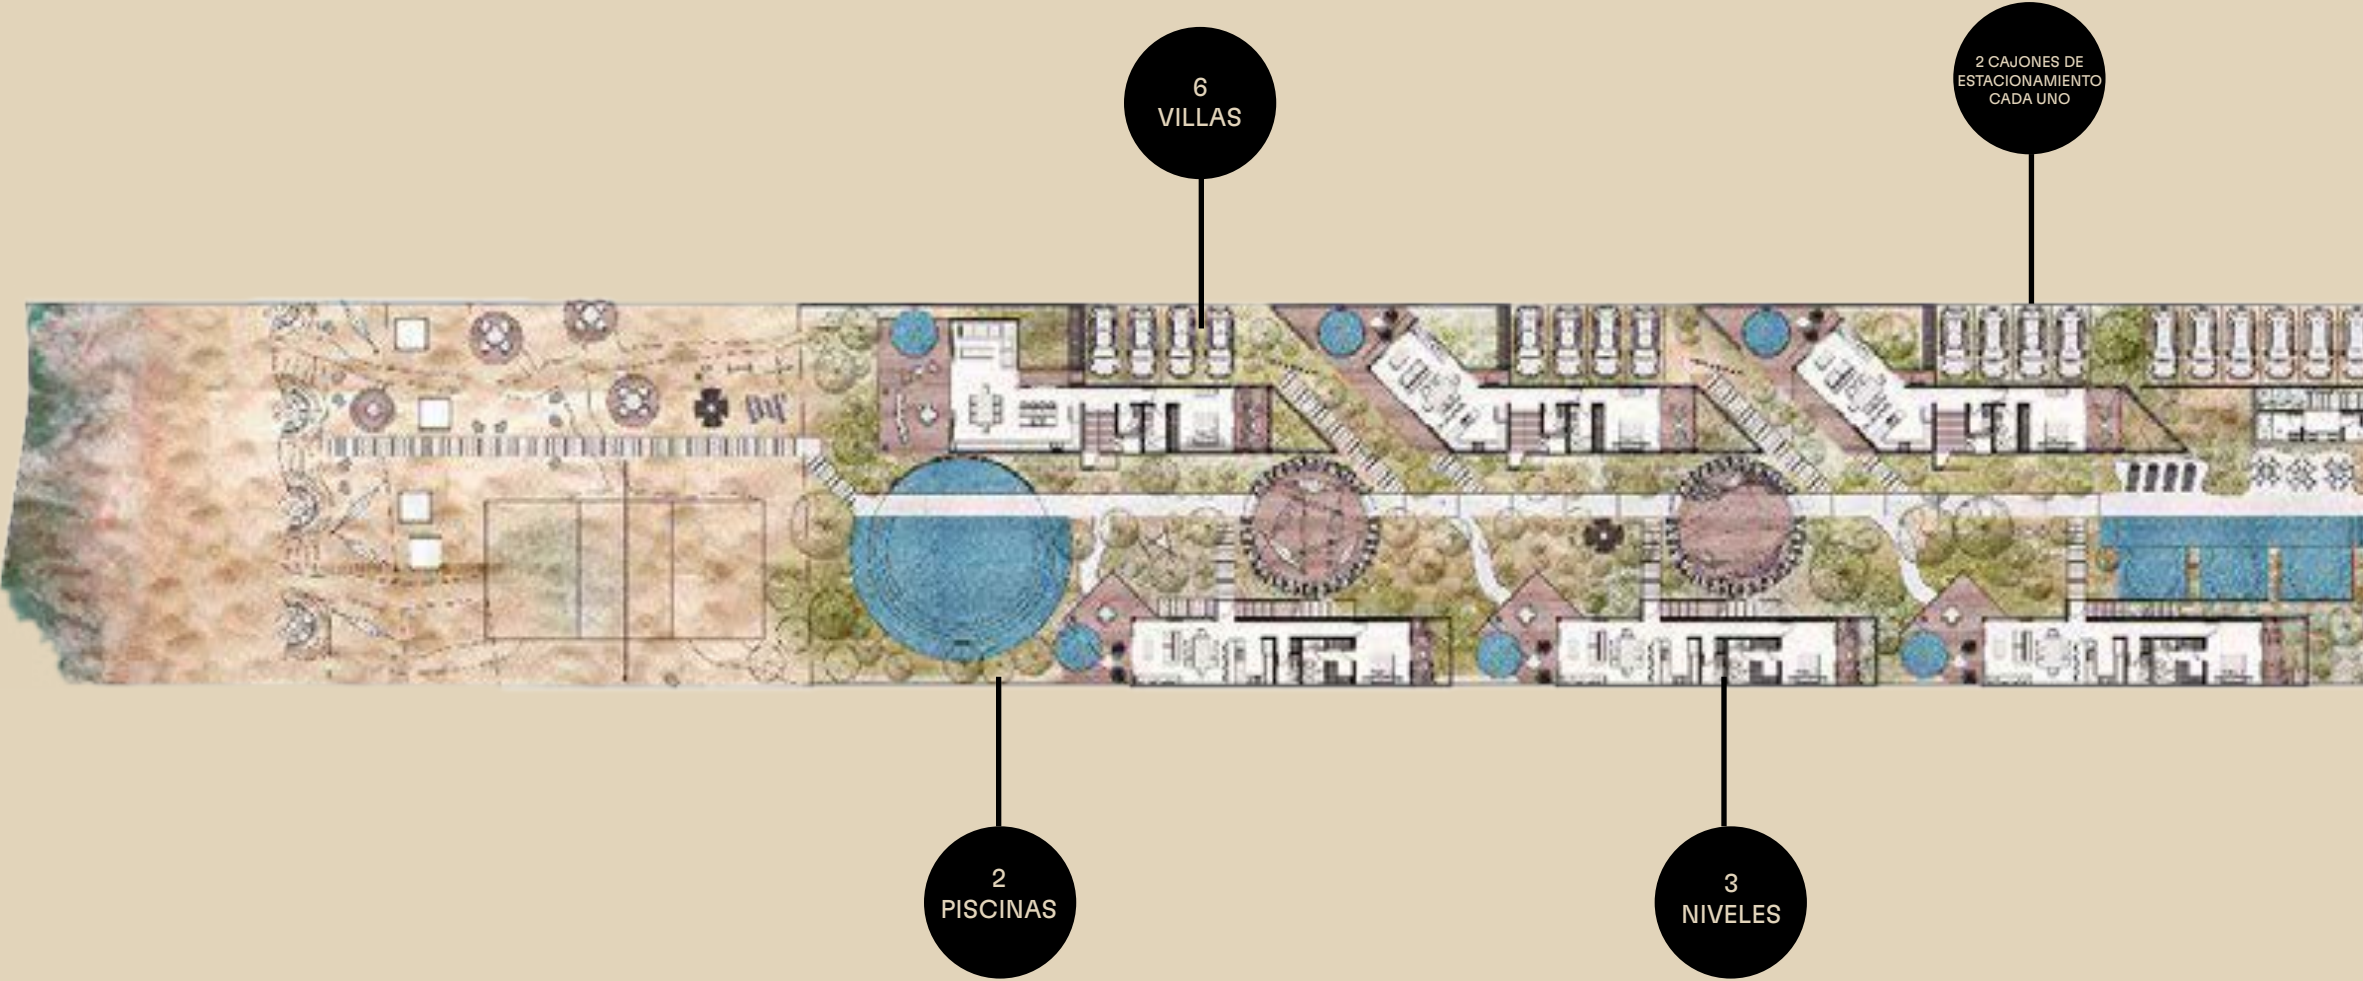 6
VILLAS
2 CAJONES DE
ESTACIONAMIENTO
CADA UNO
2
PISCINAS
3
NIVELES